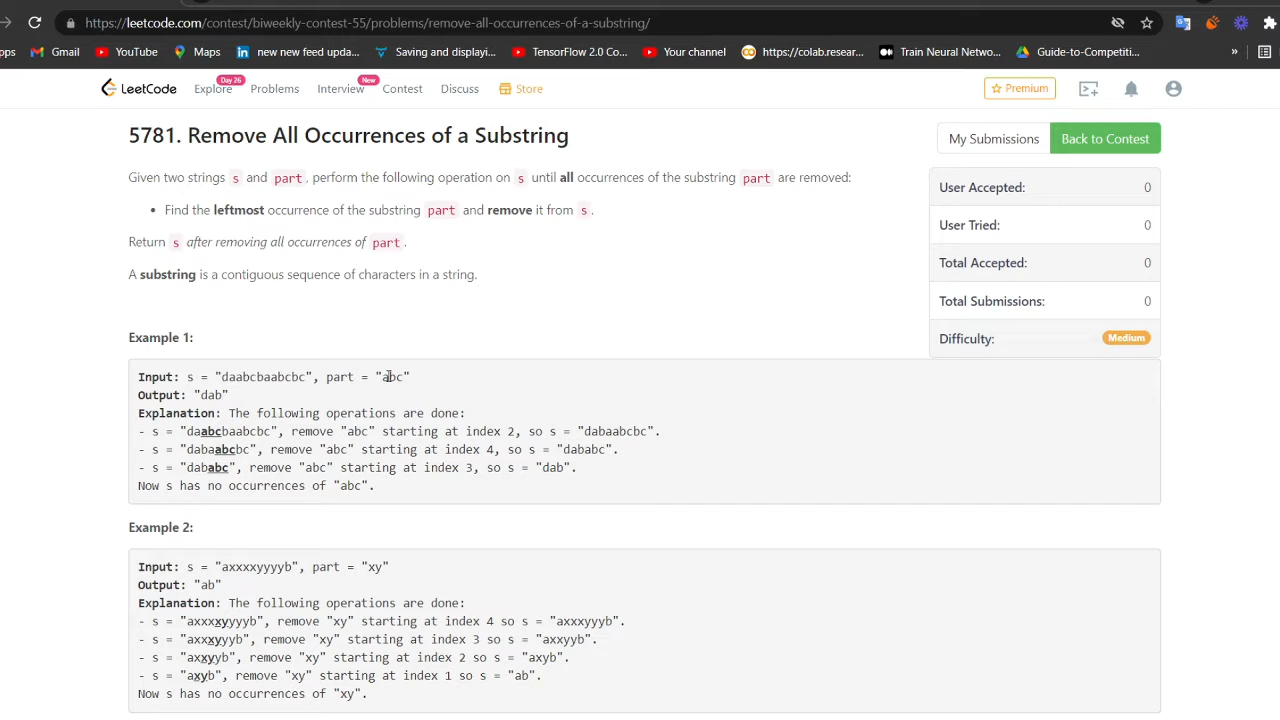 https://leetcode.com/contest/biweekly-contest-55/problems/remove-all-occurrences-of-a-substring/
ops Gmail YouTube Maps new new feed upda... Saving and displayi... TensorFlow 2.0 Co... Your channel https://colab.resear... Train Neural Netwo... Guide-to-Competiti... »
LeetCode Explore Day 26 Problems Interview New Contest Discuss Store Premium
5781. Remove All Occurrences of a Substring
My Submissions Back to Contest
Given two strings s and part, perform the following operation on s until all occurrences of the substring part are removed:
• Find the leftmost occurrence of the substring part and remove it from s.
Return s after removing all occurrences of part.
A substring is a contiguous sequence of characters in a string.
User Accepted: 0
User Tried: 0
Total Accepted: 0
Total Submissions: 0
Difficulty: Medium
Example 1:
Input: s = "daabcbaabcbc", part = "abc"
Output: "dab"
Explanation: The following operations are done:
- s = "daabcbaabcbc", remove "abc" starting at index 2, so s = "dabaabcbc".
- s = "dabaabcbc", remove "abc" starting at index 4, so s = "dababc".
- s = "dababc", remove "abc" starting at index 3, so s = "dab".
Now s has no occurrences of "abc".
Example 2:
Input: s = "axxxxyyyyb", part = "xy"
Output: "ab"
Explanation: The following operations are done:
- s = "axxxxyyyyb", remove "xy" starting at index 4 so s = "axxxyyyb".
- s = "axxxyyyb", remove "xy" starting at index 3 so s = "axxyyb".
- s = "axxyyb", remove "xy" starting at index 2 so s = "axyb".
- s = "axyb", remove "xy" starting at index 1 so s = "ab".
Now s has no occurrences of "xy".